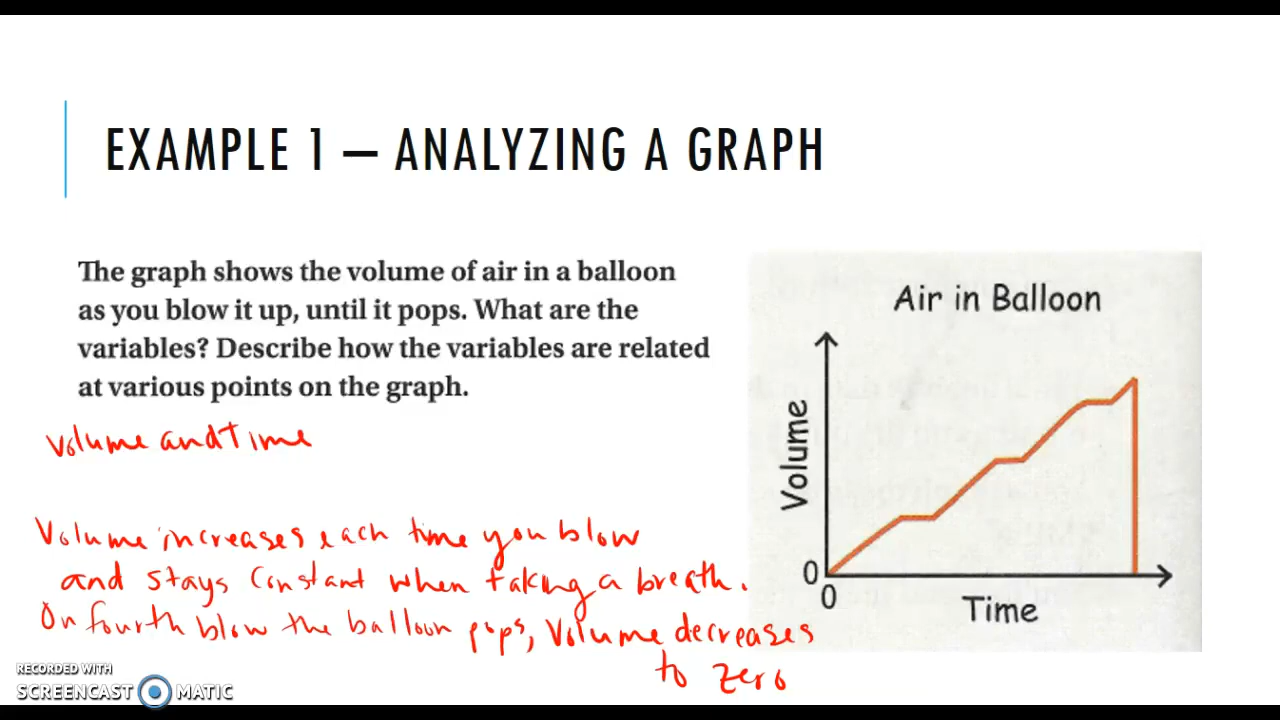 EXAMPLE 1 — ANALYZING A GRAPH
The graph shows the volume of air in a balloon
as you blow it up, until it pops. What are the
variables? Describe how the variables are related
at various points on the graph.
volume and time
Volume increases each time you blow
and stays constant when taking a breath.
On fourth blow the balloon pops, volume decreases
to zero
Air in Balloon
Volume
0
0
Time
RECORDED WITH
SCREENCAST MATIC